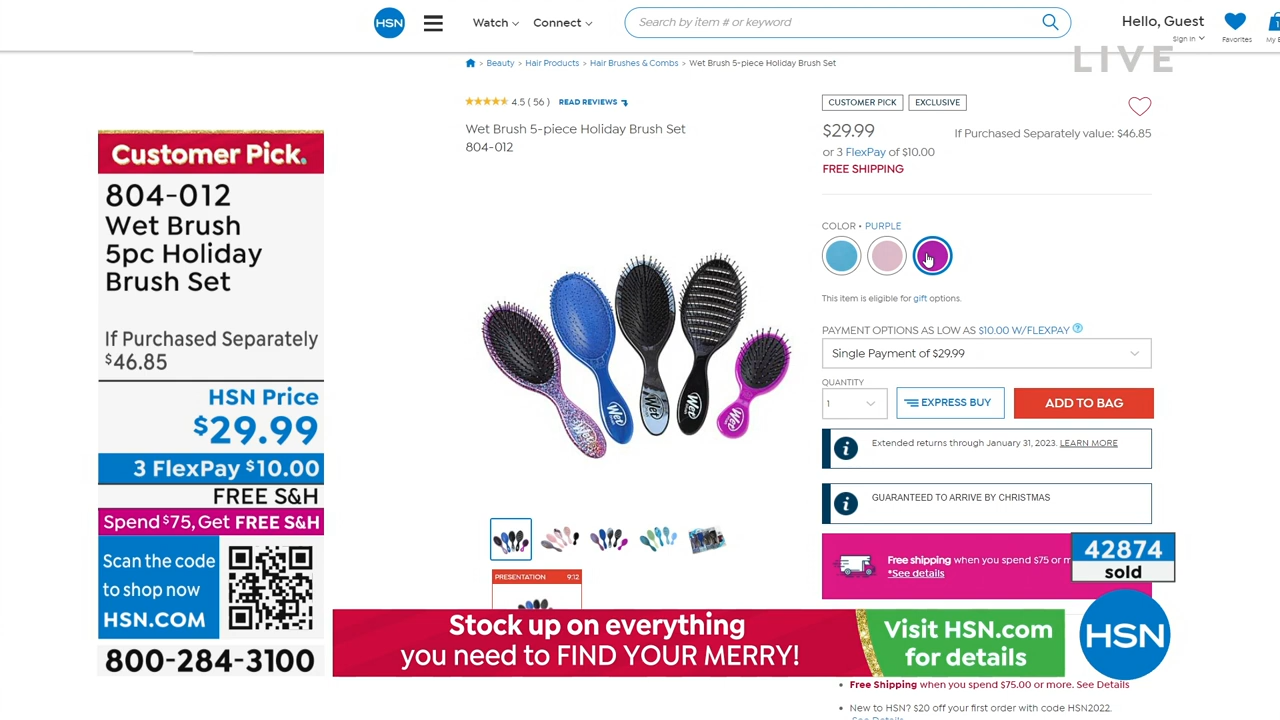 HSN
Watch
Connect
Search by item # or keyword
Hello, Guest
Sign In
Favorites
LIVE
> Beauty > Hair Products > Hair Brushes & Combs > Wet Brush 5-piece Holiday Brush Set
4.5 ( 56 ) READ REVIEWS
Wet Brush 5-piece Holiday Brush Set
804-012
CUSTOMER PICK
EXCLUSIVE
$29.99
If Purchased Separately value: $46.85
or 3 FlexPay of $10.00
FREE SHIPPING
COLOR • PURPLE
This item is eligible for gift options.
PAYMENT OPTIONS AS LOW AS $10.00 W/FLEXPAY ?
Single Payment of $29.99
QUANTITY
1
EXPRESS BUY
ADD TO BAG
Extended returns through January 31, 2023. LEARN MORE
GUARANTEED TO ARRIVE BY CHRISTMAS
Free shipping when you spend $75 or
*See details
42874
sold
Customer Pick.
804-012
Wet Brush
5pc Holiday
Brush Set
If Purchased Separately
$46.85
HSN Price
$29.99
3 FlexPay $10.00
FREE S&H
Spend $75, Get FREE S&H
Scan the code
to shop now
HSN.COM
800-284-3100
Wet
Wet
Wet
Wet
Wet
PRESENTATION 9:12
Stock up on everything
you need to FIND YOUR MERRY!
Visit HSN.com
for details
HSN
• Free Shipping when you spend $75.00 or more. See Details
• New to HSN? $20 off your first order with code HSN2022.
See Details